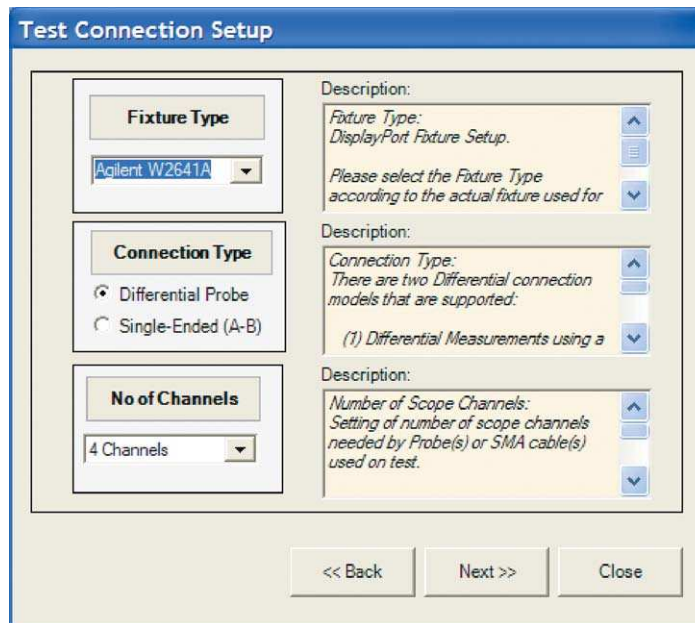 Test Connection Setup
Fixture Type
Agilent W2641A
Description:
Fixture Type:
DisplayPort Fixture Setup.
Please select the Fixture Type
according to the actual fixture used for
Connection Type
Differential Probe
Single-Ended (A-B)
Description:
Connection Type:
There are two Differential connection
models that are supported:
(1) Differential Measurements using a
No of Channels
4 Channels
Description:
Number of Scope Channels:
Setting of number of scope channels
needed by Probe(s) or SMA cable(s)
used on test.
<< Back
Next >>
Close